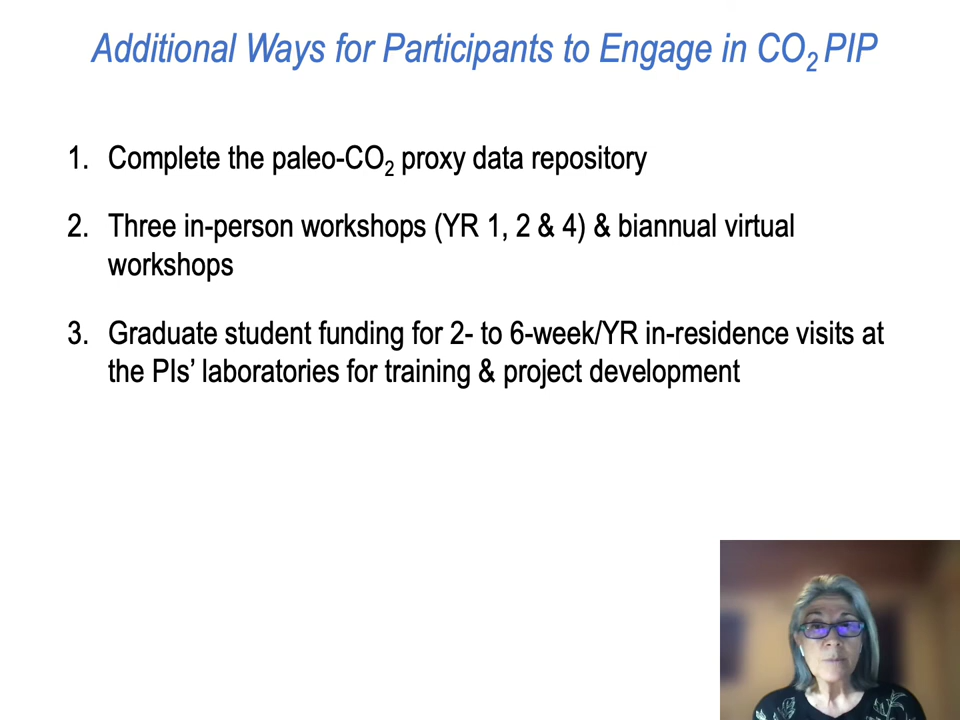 Additional Ways for Participants to Engage in CO₂ PIP
1. Complete the paleo-CO₂ proxy data repository
2. Three in-person workshops (YR 1, 2 & 4) & biannual virtual
workshops
3. Graduate student funding for 2- to 6-week/YR in-residence visits at
the PIs’ laboratories for training & project development